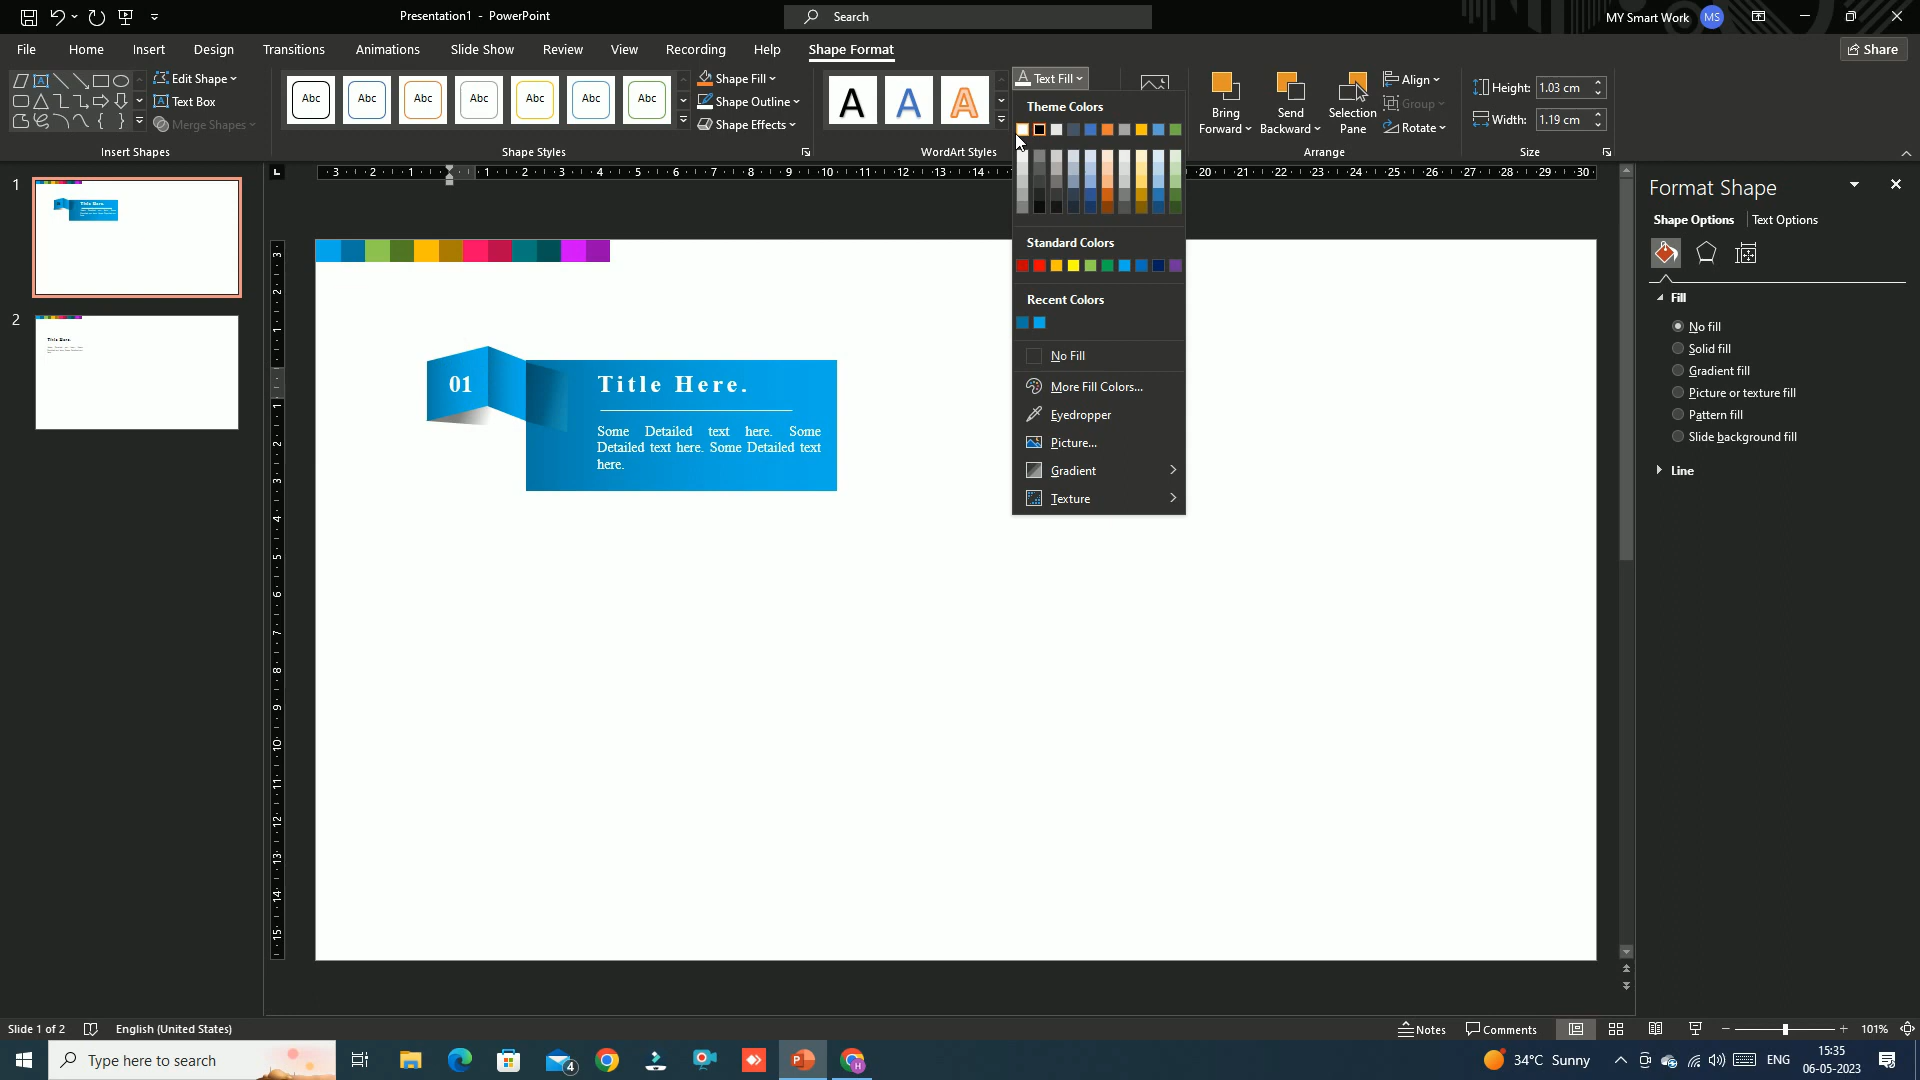 Presentation1 - PowerPoint
Search
MY Smart Work
MS
File
Home
Insert
Design
Transitions
Animations
Slide Show
Review
View
Recording
Help
Shape Format
Share
Edit Shape
Text Box
Merge Shapes
Insert Shapes
Abc
Abc
Abc
Abc
Abc
Abc
Abc
Shape Fill
Shape Outline
Shape Effects
Shape Styles
A
A
A
WordArt Styles
Text Fill
Theme Colors
Standard Colors
Recent Colors
No Fill
More Fill Colors...
Eyedropper
Picture...
Gradient
Texture
Bring Forward
Send Backward
Selection Pane
Align
Group
Rotate
Arrange
Height: 1.03 cm
Width: 1.19 cm
Size
1
2
01
Title Here.
Some Detailed text here. Some
Detailed text here. Some Detailed text
here.
Format Shape
Shape Options
Text Options
Fill
No fill
Solid fill
Gradient fill
Picture or texture fill
Pattern fill
Slide background fill
Line
Slide 1 of 2
English (United States)
Notes
Comments
101%
Type here to search
4
34°C Sunny
ENG
15:35
06-05-2023